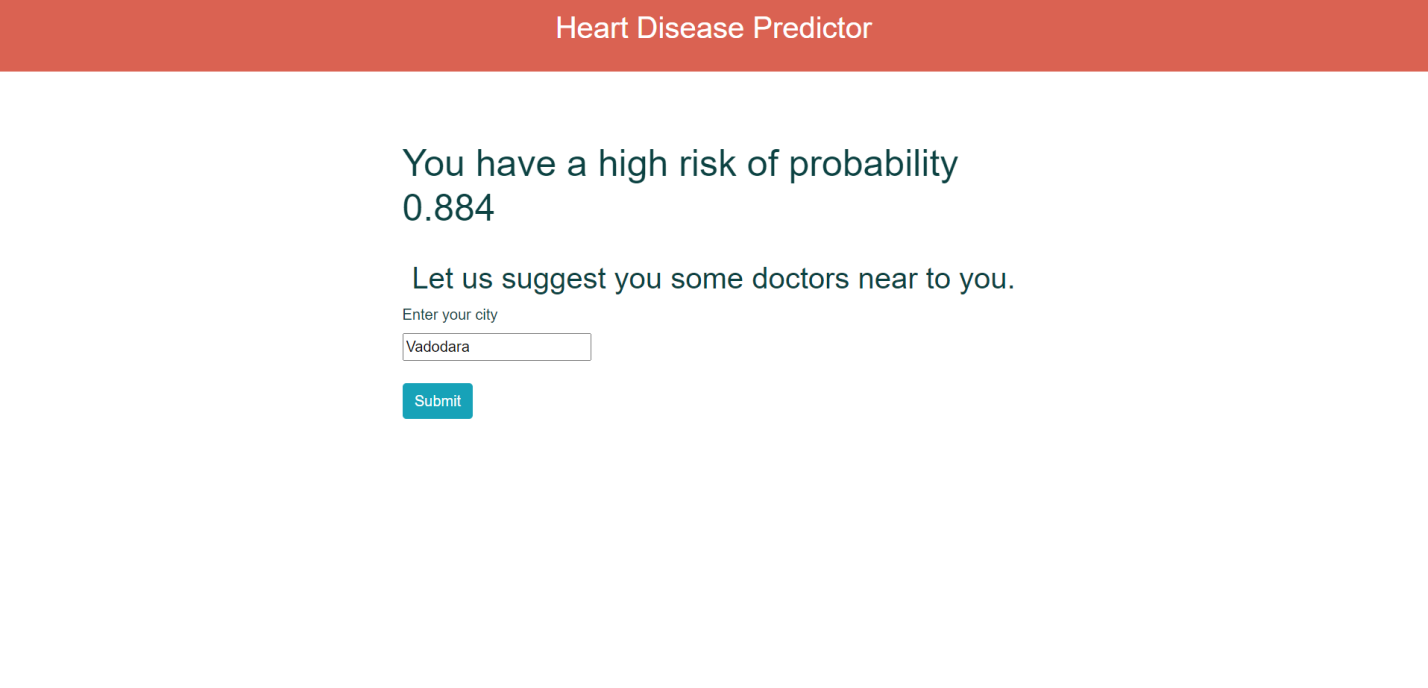 Heart Disease Predictor
You have a high risk of probability
0.884
Let us suggest you some doctors near to you.
Enter your city
Vadodara
Submit